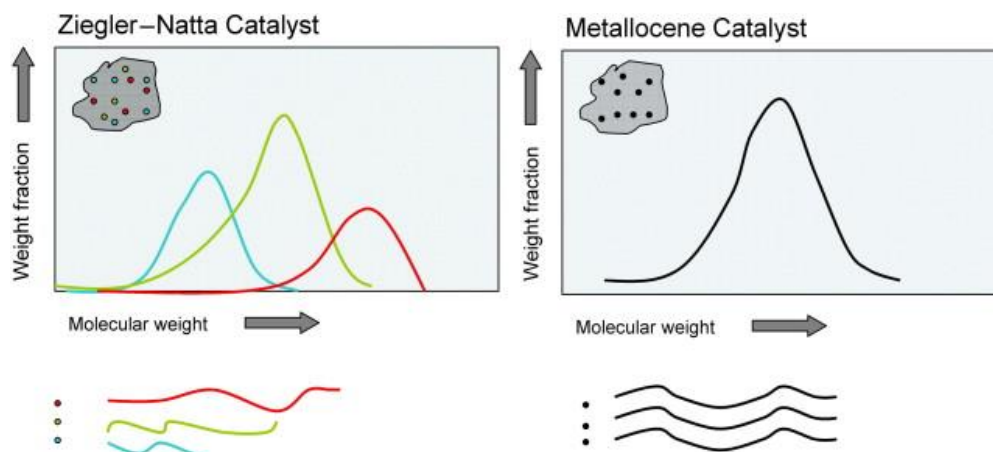 Ziegler–Natta Catalyst
Weight fraction
Molecular weight
Metallocene Catalyst
Weight fraction
Molecular weight